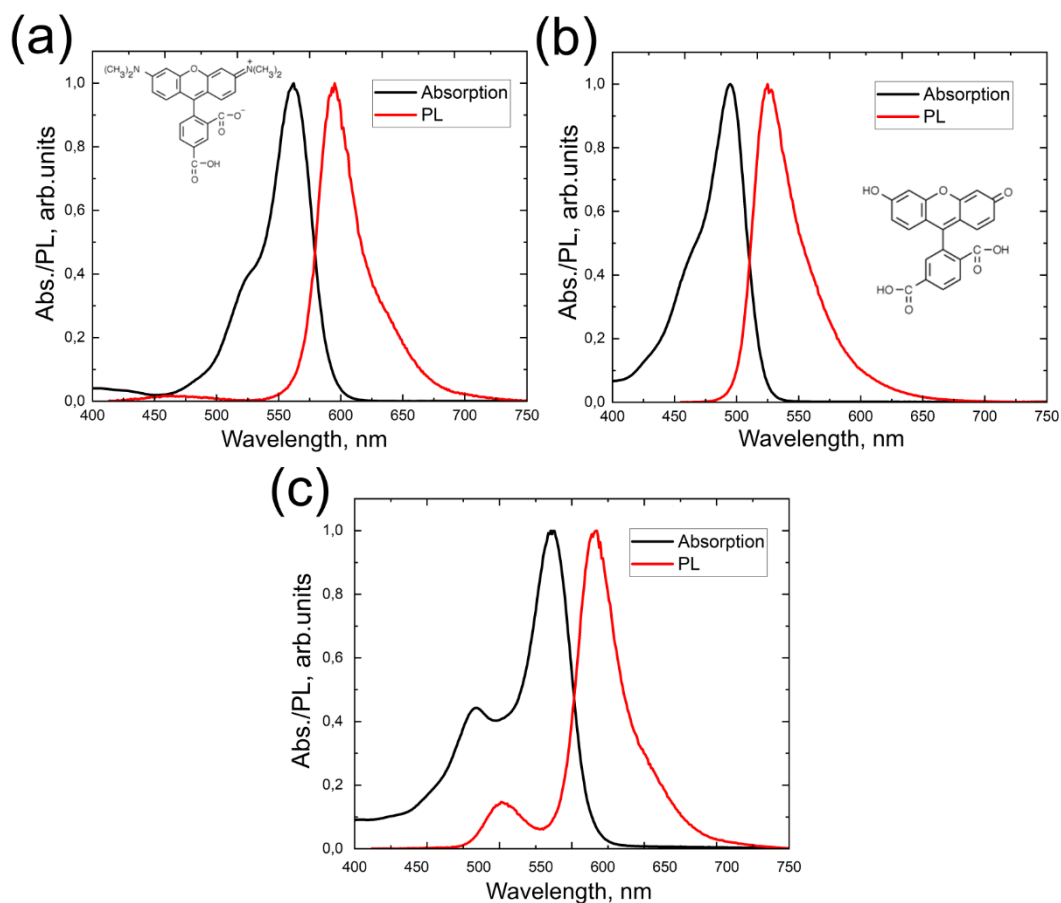 (a)
(CH₃)₂N
O
N⁺(CH₃)₂
C-O⁻
O
C-OH
O
Absorption
PL
1,0
0,8
0,6
0,4
0,2
0,0
Abs./PL, arb.units
400 450 500 550 600 650 700 750
Wavelength, nm
(b)
Absorption
PL
HO
O
O
C-OH
O
HO-C
O
1,0
0,8
0,6
0,4
0,2
0,0
Abs./PL, arb.units
400 450 500 550 600 650 700 750
Wavelength, nm
(c)
Absorption
PL
1,0
0,8
0,6
0,4
0,2
0,0
Abs./PL, arb.units
400 450 500 550 600 650 700 750
Wavelength, nm